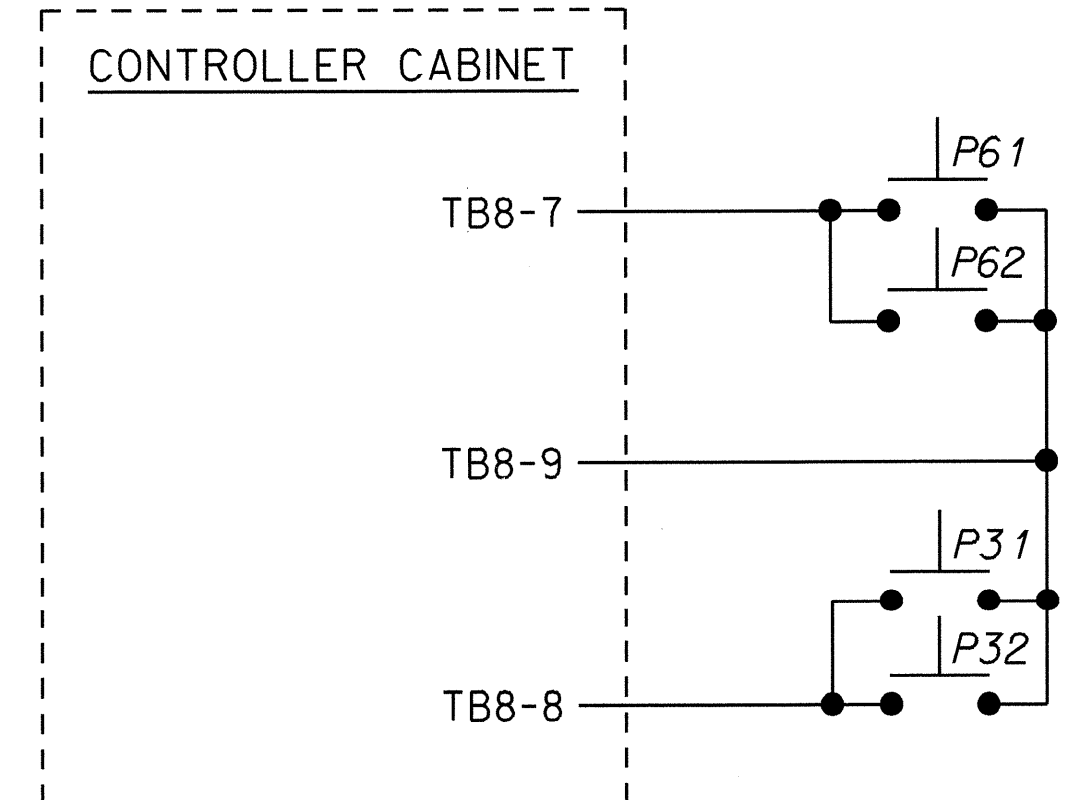 CONTROLLER CABINET
P61
TB8-7
P62
TB8-9
P31
P32
TB8-8